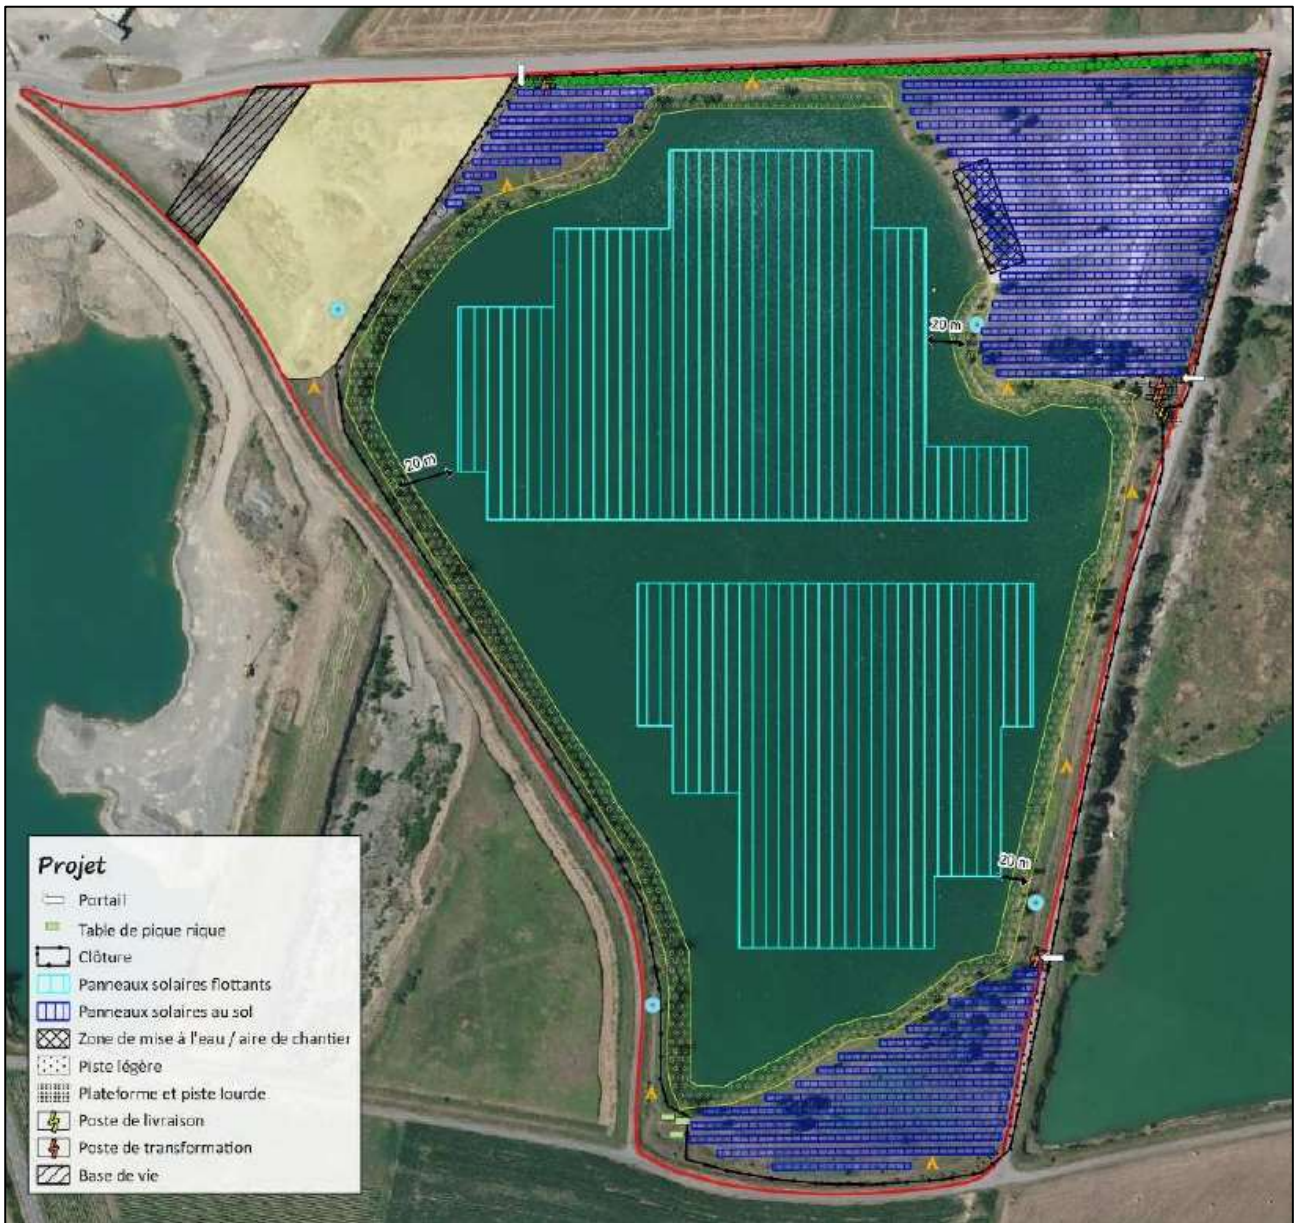 20 m
20 m
20 m
Projet
Portail
Table de pique nique
Clôture
Panneaux solaires flottants
Panneaux solaires au sol
Zone de mise à l'eau / aire de chantier
Piste légère
Plateforme et piste lourde
Poste de livraison
Poste de transformation
Base de vie